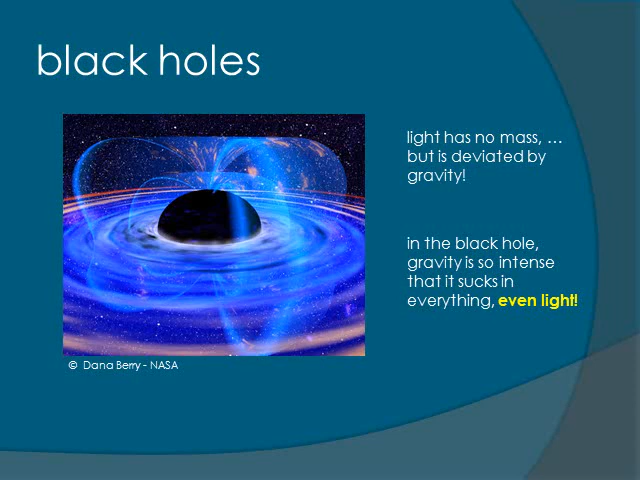 black holes
light has no mass, …
but is deviated by
gravity!
in the black hole,
gravity is so intense
that it sucks in
everything, even light!
© Dana Berry - NASA